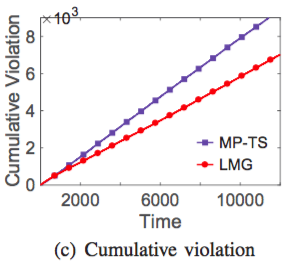 ×10³
8
6
4
2
0
Cumulative Violation
MP-TS
LMG
2000 6000 10000
Time
(c) Cumulative violation